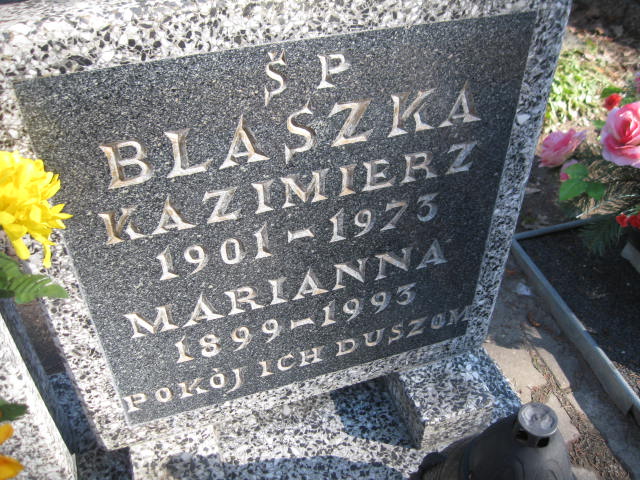 Ś P
BLASZKA
KAZIMIERZ
1901-1973
MARIANNA
1899-1993
POKÓJ ICH DUSZOM